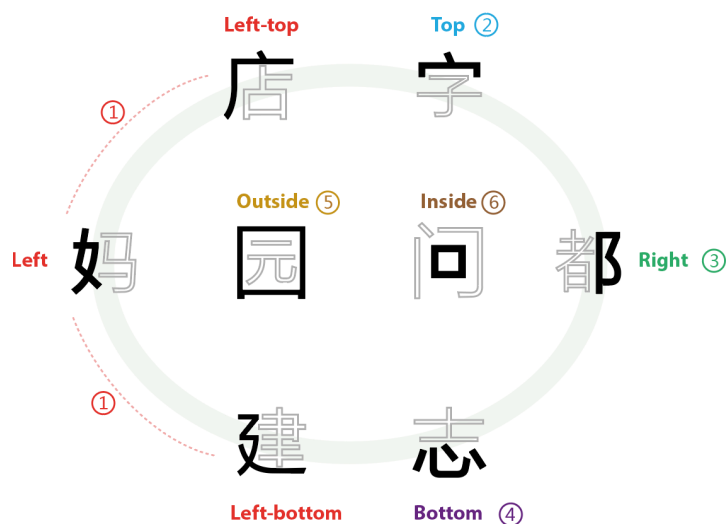 Left-top
Top ②
店
字
①
Outside ⑤
Inside ⑥
Left
妈
园
问
都
Right ③
①
建
志
Left-bottom
Bottom ④